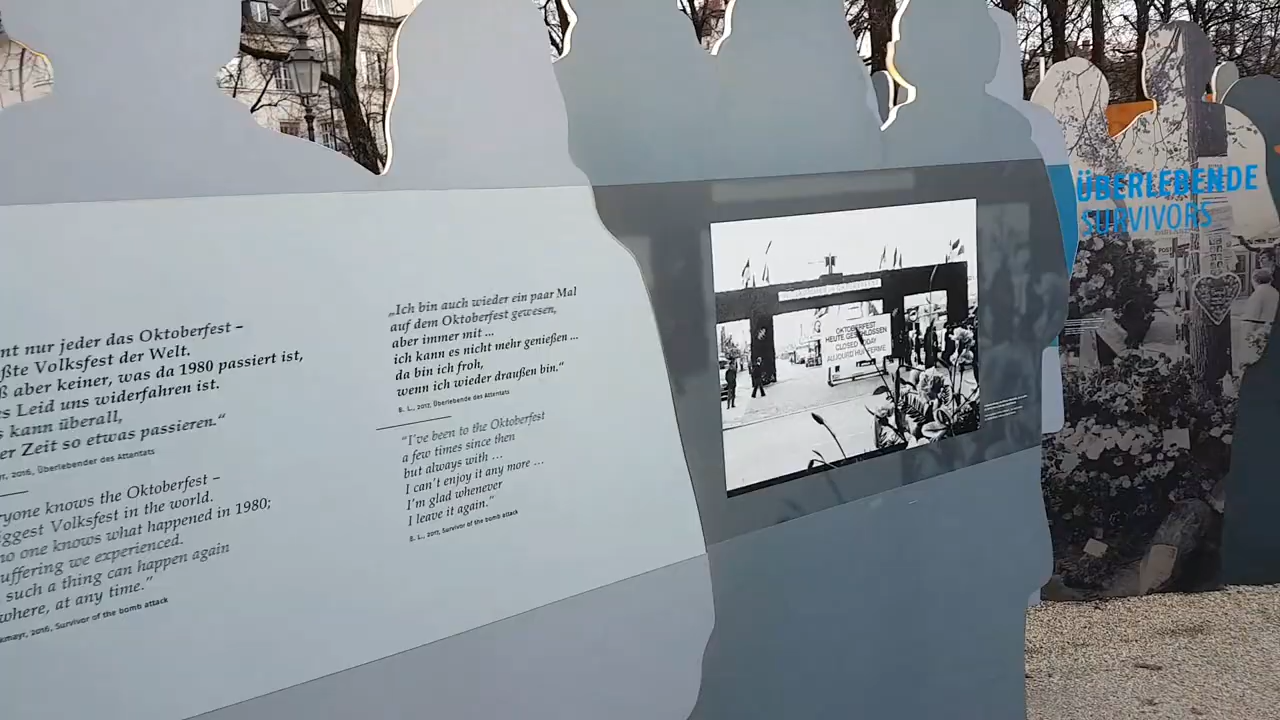 nt nur jeder das Oktoberfest –
ßte Volksfest der Welt.
ß aber keiner, was da 1980 passiert ist,
s Leid uns widerfahren ist.
s kann überall,
er Zeit so etwas passieren.“
r, 2016, Überlebender des Attentats
ryone knows the Oktoberfest –
iggest Volksfest in the world.
no one knows what happened in 1980;
uffering we experienced.
such a thing can happen again
where, at any time.”
kmayr, 2016, Survivor of the bomb attack
„Ich bin auch wieder ein paar Mal
auf dem Oktoberfest gewesen,
aber immer mit ...
ich kann es nicht mehr genießen ...
da bin ich froh,
wenn ich wieder draußen bin.“
B. L., 2017, Überlebende des Attentats
“I’ve been to the Oktoberfest
a few times since then
but always with ...
I can’t enjoy it any more ...
I’m glad whenever
I leave it again.”
B. L., 2017, Survivor of the bomb attack
OKTOBERFEST
HEUTE GESCHLOSSEN
CLOSED TODAY
AUJOURD'HUI FERME
ÜBERLEBENDE
SURVIVORS